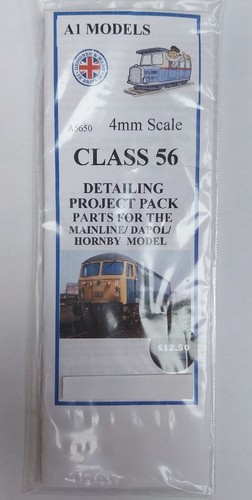 A1 MODELS
A5650
4mm Scale
CLASS 56
DETAILING
PROJECT PACK
PARTS FOR THE
MAINLINE/ DAPOL/
HORNBY MODEL
£12.50